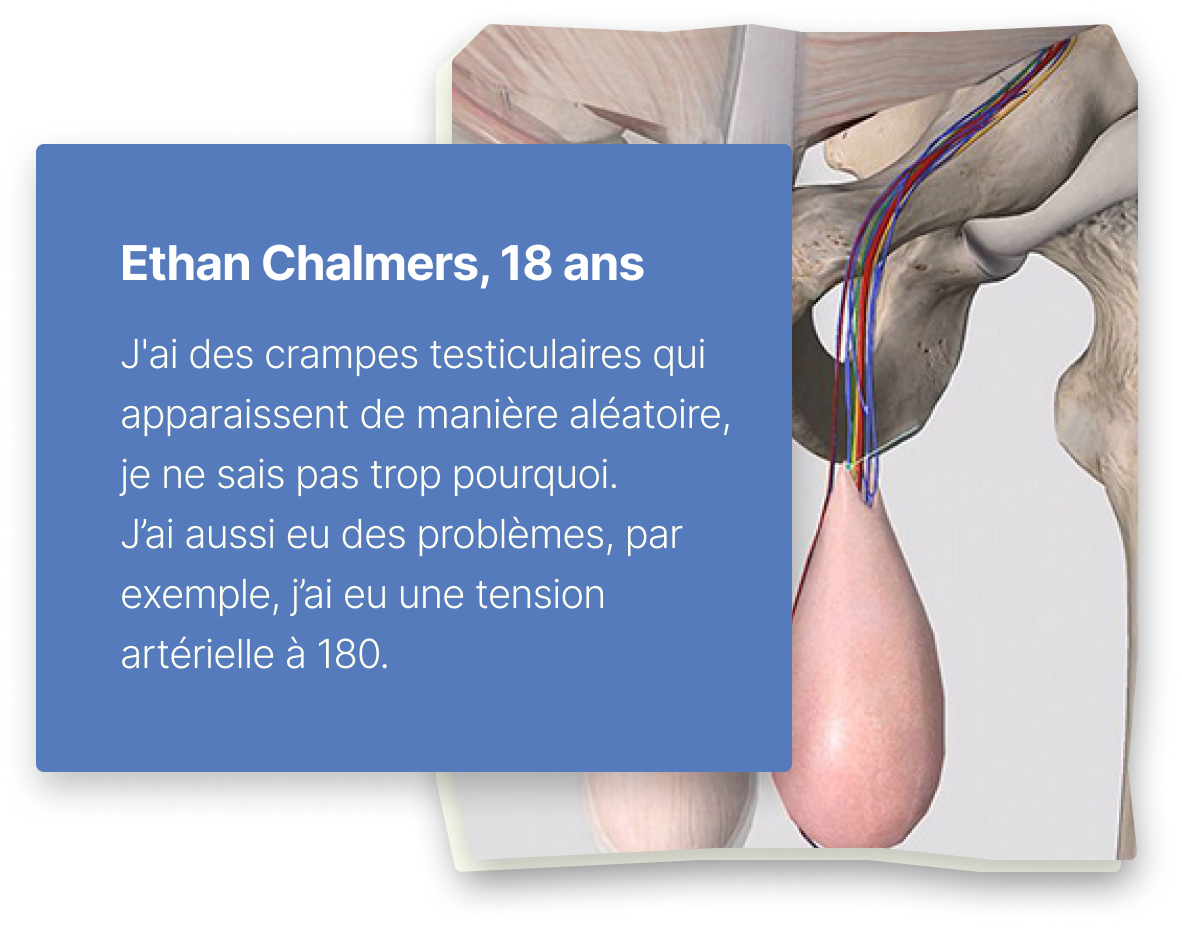 Ethan Chalmers, 18 ans
J'ai des crampes testiculaires qui
apparaissent de manière aléatoire,
je ne sais pas trop pourquoi.
J’ai aussi eu des problèmes, par
exemple, j’ai eu une tension
artérielle à 180.